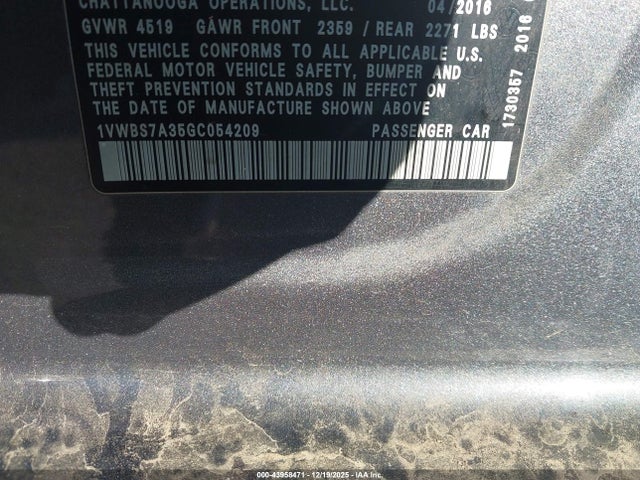 CHATTANOOGA OPERATIONS, LLC. 04/2016
GVWR 4519 GAWR FRONT 2359 / REAR 2271 LBS
THIS VEHICLE CONFORMS TO ALL APPLICABLE U.S.
FEDERAL MOTOR VEHICLE SAFETY, BUMPER AND
THEFT PREVENTION STANDARDS IN EFFECT ON
THE DATE OF MANUFACTURE SHOWN ABOVE
1VWBS7A35GC054209 PASSENGER CAR
1730357 2016
000-43958471 | 12/19/2025 - IAA Inc.